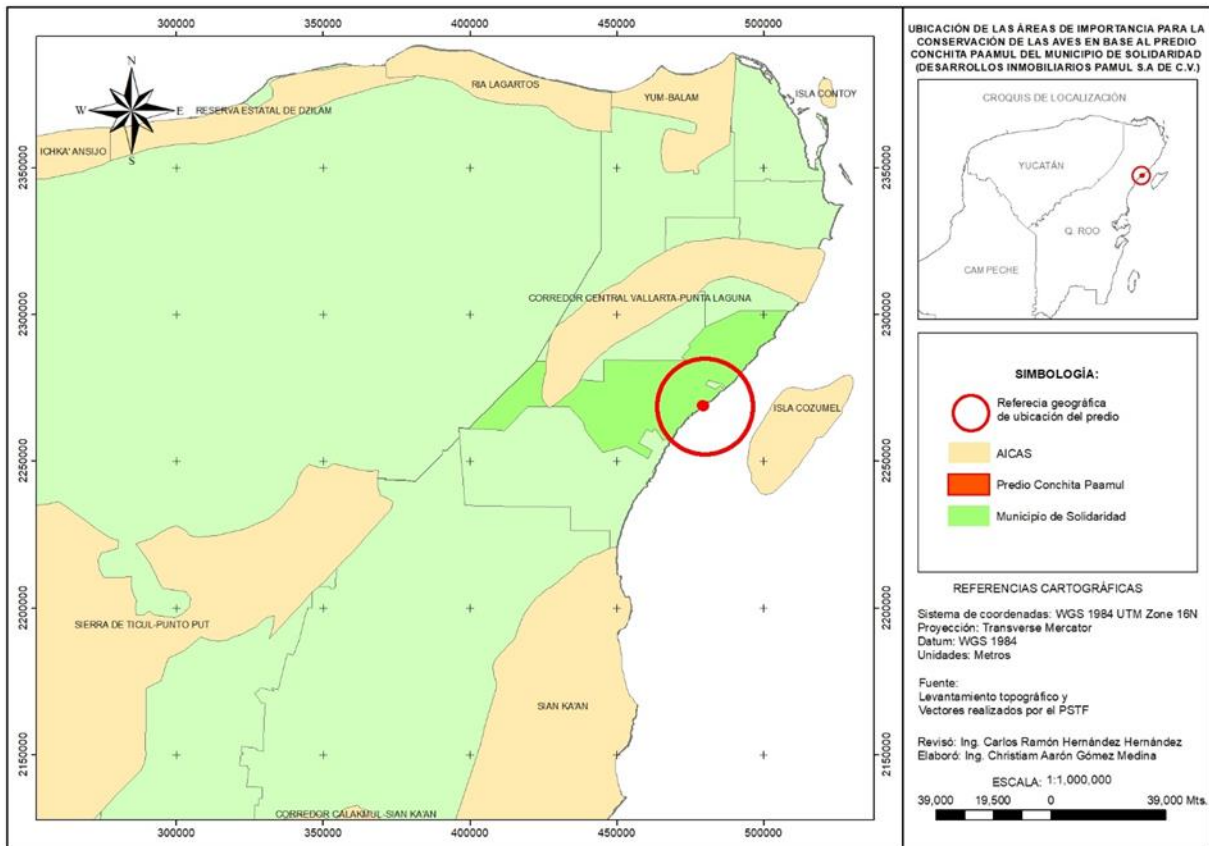 300000
350000
400000
450000
500000
2350000
2300000
2250000
2200000
2150000
2350000
2300000
2250000
2200000
2150000
N
W
E
S
ICHKA' ANSIJO
RESERVA ESTATAL DE DZILAM
RIA LAGARTOS
YUM-BALAM
ISLA CONTOY
CORREDOR CENTRAL VALLARTA-PUNTA LAGUNA
ISLA COZUMEL
SIERRA DE TICUL-PUNTO PUT
SIAN KA'AN
CORREDOR CALAKMUL-SIAN KA'AN
300000
350000
400000
450000
500000
UBICACIÓN DE LAS ÁREAS DE IMPORTANCIA PARA LA
CONSERVACIÓN DE LAS AVES EN BASE AL PREDIO
CONCHITA PAAMUL DEL MUNICIPIO DE SOLIDARIDAD
(DESARROLLOS INMOBILIARIOS PAMUL S.A DE C.V.)
CROQUIS DE LOCALIZACIÓN
YUCATÁN
Q. ROO
CAMPECHE
SIMBOLOGÍA:
Referecia geográfica
de ubicación del predio
AICAS
Predio Conchita Paamul
Municipio de Solidaridad
REFERENCIAS CARTOGRÁFICAS
Sistema de coordenadas: WGS 1984 UTM Zone 16N
Proyección: Transverse Mercator
Datum: WGS 1984
Unidades: Metros
Fuente:
Levantamiento topográfico y
Vectores realizados por el PSTF
Revisó: Ing. Carlos Ramón Hernández Hernández
Elaboró: Ing. Christiam Aarón Gómez Medina
ESCALA: 1:1,000,000
39,000 19,500 0 39,000 Mts.